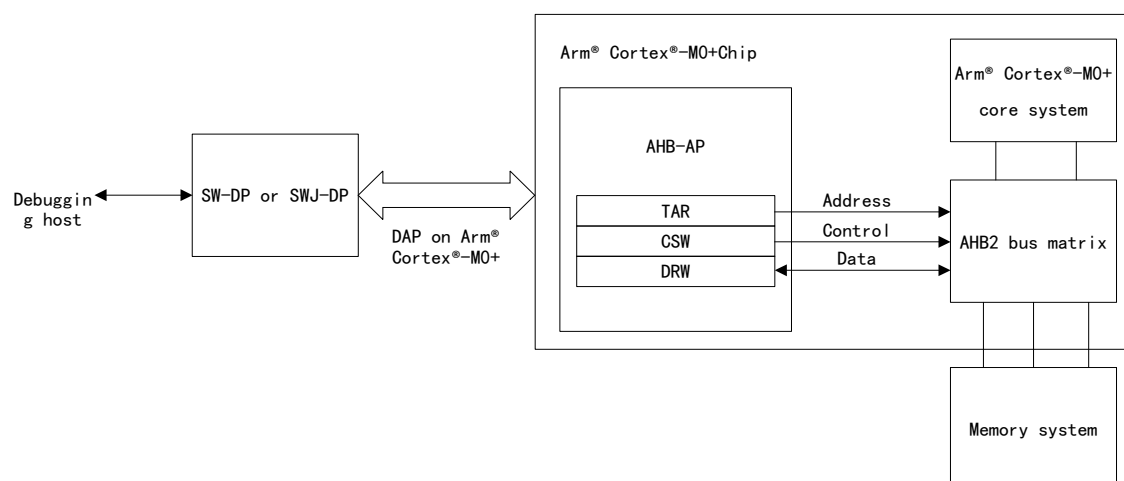 Arm® Cortex®-M0+Chip
Arm® Cortex®-M0+
core system
AHB-AP
Debuggin
g host
SW-DP or SWJ-DP
DAP on Arm®
Cortex®-M0+
TAR
CSW
DRW
Address
Control
Data
AHB2 bus matrix
Memory system